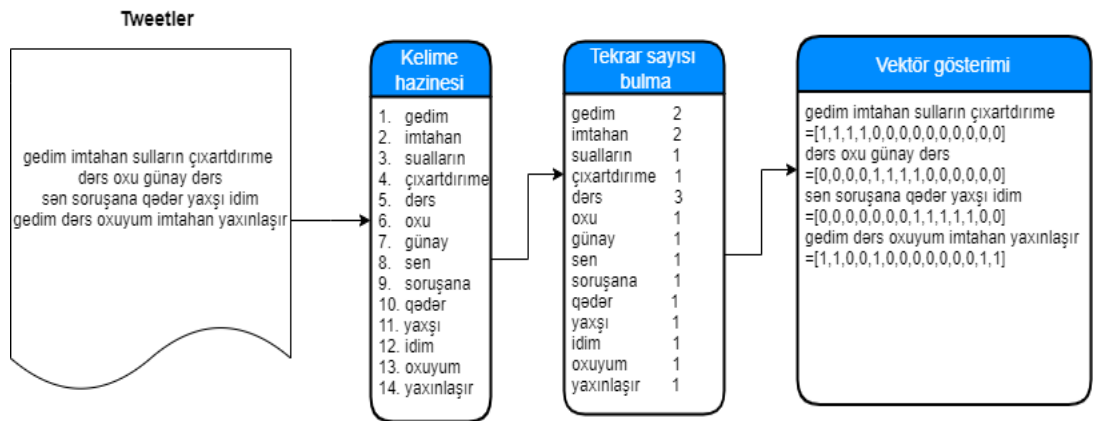 Tweetler
gedim imtahan sulların çıxartdırıme
dərs oxu günay dərs
sən soruşana qədər yaxşı idim
gedim dərs oxuyum imtahan yaxınlaşır
Kelime
hazinesi
1. gedim
2. imtahan
3. sualların
4. çıxartdırıme
5. dərs
6. oxu
7. günay
8. sen
9. soruşana
10. qədər
11. yaxşı
12. idim
13. oxuyum
14. yaxınlaşır
Tekrar sayısı
bulma
gedim 2
imtahan 2
sualların 1
çıxartdırıme 1
dərs 3
oxu 1
günay 1
sen 1
soruşana 1
qədər 1
yaxşı 1
idim 1
oxuyum 1
yaxınlaşır 1
Vektör gösterimi
gedim imtahan sulların çıxartdırıme
=[1,1,1,1,0,0,0,0,0,0,0,0,0,0]
dərs oxu günay dərs
=[0,0,0,0,1,1,1,1,0,0,0,0,0,0]
sən soruşana qədər yaxşı idim
=[0,0,0,0,0,0,0,1,1,1,1,1,0,0]
gedim dərs oxuyum imtahan yaxınlaşır
=[1,1,0,0,1,0,0,0,0,0,0,0,1,1]